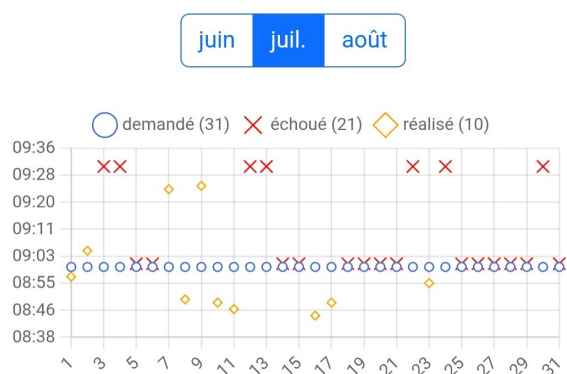 juin juil. août
demandé (31) échoué (21) réalisé (10)
09:36
09:28
09:20
09:11
09:03
08:55
08:46
08:38
1 3 5 7 9 11 13 15 17 19 21 23 25 27 29 31